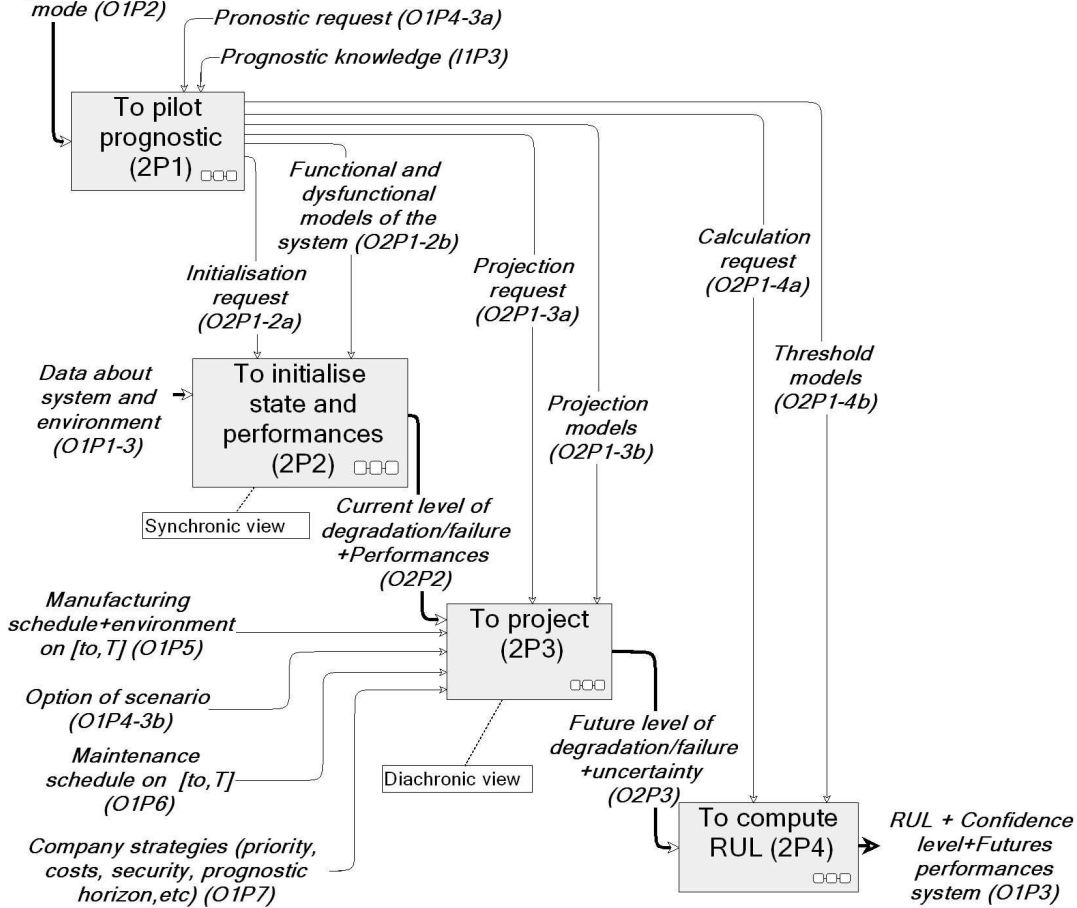 mode (O1P2)
Pronostic request (O1P4-3a)
Prognostic knowledge (I1P3)
To pilot
prognostic
(2P1)
Functional and
dysfunctional
models of the
system (O2P1-2b)
Initialisation
request
(O2P1-2a)
Projection
request
(O2P1-3a)
Calculation
request
(O2P1-4a)
Threshold
models
(O2P1-4b)
Projection
models
(O2P1-3b)
Data about
system and
environment
(O1P1-3)
To initialise
state and
performances
(2P2)
Synchronic view
Current level of
degradation/failure
+Performances
(O2P2)
Manufacturing
schedule+environment
on [to,T] (O1P5)
Option of scenario
(O1P4-3b)
Maintenance
schedule on [to,T]
(O1P6)
Company strategies (priority,
costs, security, prognostic
horizon,etc) (O1P7)
To project
(2P3)
Diachronic view
Future level of
degradation/failure
+uncertainty
(O2P3)
To compute
RUL (2P4)
RUL + Confidence
level+Futures
performances
system (O1P3)